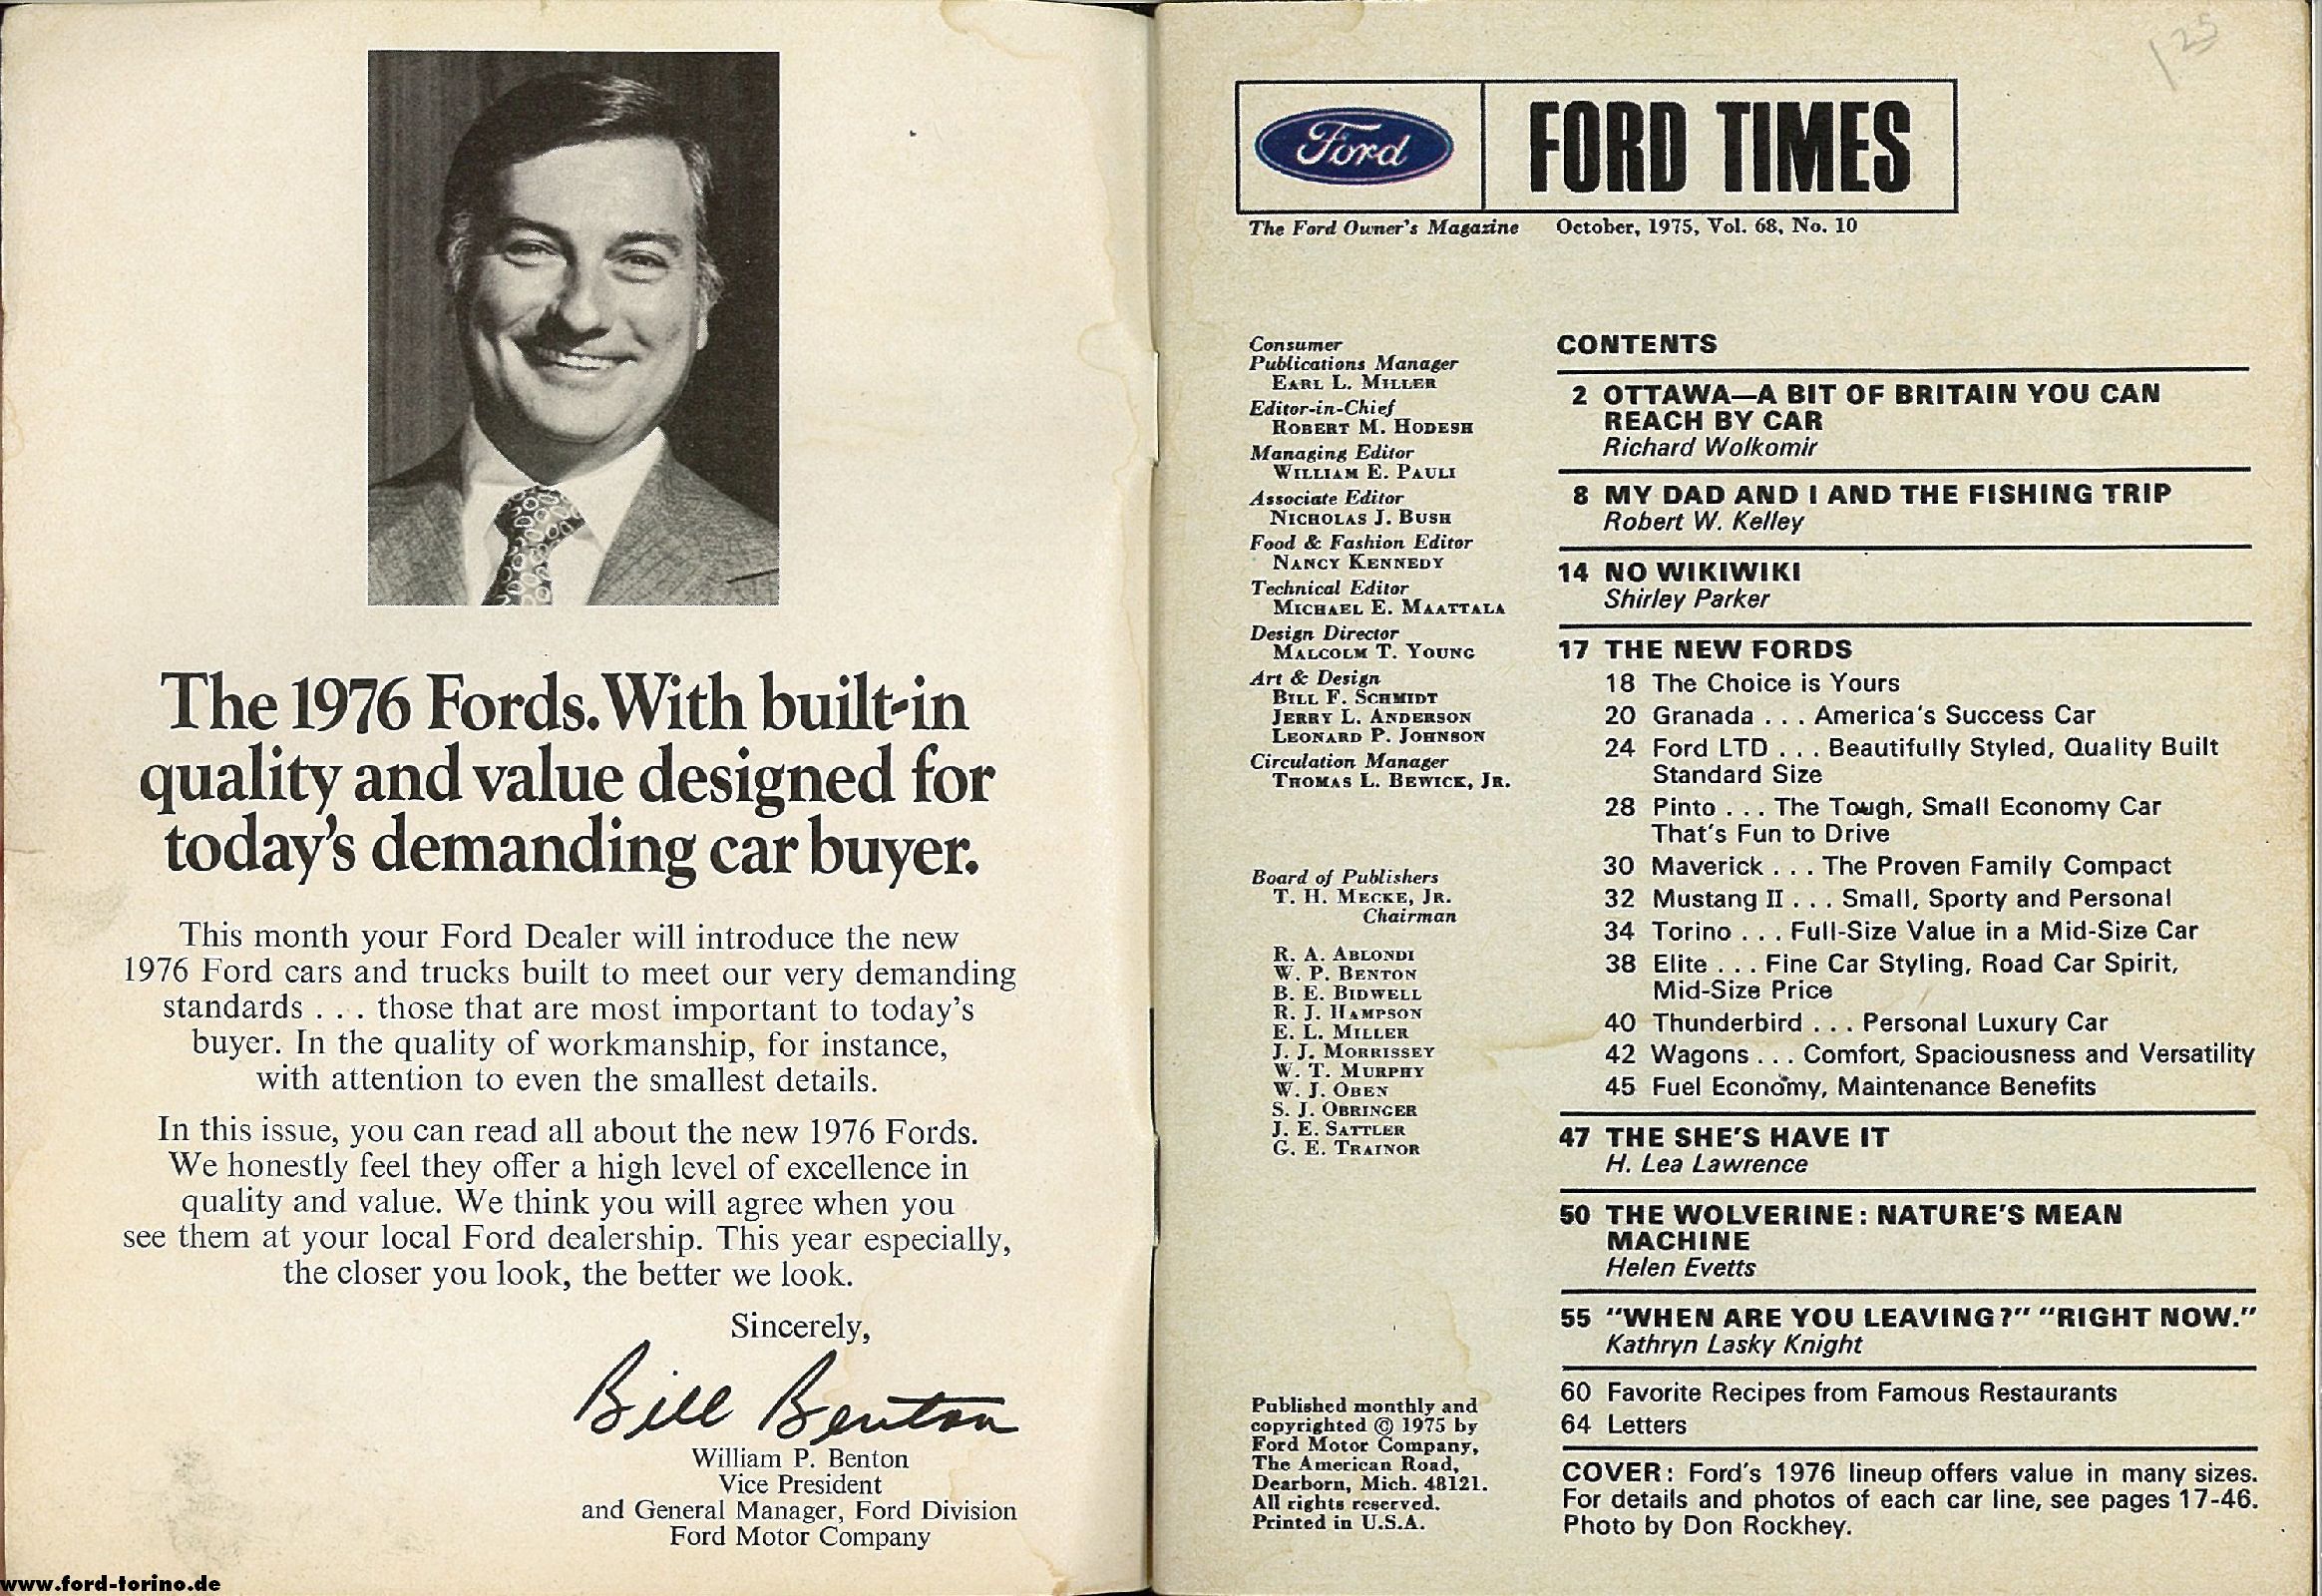 The 1976 Fords. With built-in
quality and value designed for
today's demanding car buyer.
This month your Ford Dealer will introduce the new
1976 Ford cars and trucks built to meet our very demanding
standards . . . those that are most important to today's
buyer. In the quality of workmanship, for instance,
with attention to even the smallest details.
In this issue, you can read all about the new 1976 Fords.
We honestly feel they offer a high level of excellence in
quality and value. We think you will agree when you
see them at your local Ford dealership. This year especially,
the closer you look, the better we look.
Sincerely,
Bill Benton
William P. Benton
Vice President
and General Manager, Ford Division
Ford Motor Company
www.ford-torino.de
125
Ford
FORD TIMES
The Ford Owner's Magazine October, 1975, Vol. 68, No. 10
Consumer
Publications Manager
EARL L. MILLER
Editor-in-Chief
ROBERT M. HODESH
Managing Editor
WILLIAM E. PAULI
Associate Editor
NICHOLAS J. BUSH
Food & Fashion Editor
NANCY KENNEDY
Technical Editor
MICHAEL E. MAATTALA
Design Director
MALCOLM T. YOUNG
Art & Design
BILL F. SCHMIDT
JERRY L. ANDERSON
LEONARD P. JOHNSON
Circulation Manager
THOMAS L. BEWICK, JR.
Board of Publishers
T. H. MECKE, JR.
Chairman
R. A. ABLONDI
W. P. BENTON
B. E. BIDWELL
R. J. HAMPSON
E. L. MILLER
J. J. MORRISSEY
W. T. MURPHY
W. J. OBEN
S. J. OBRINGER
J. E. SATTLER
G. E. TRAINOR
Published monthly and
copyrighted © 1975 by
Ford Motor Company,
The American Road,
Dearborn, Mich. 48121.
All rights reserved.
Printed in U.S.A.
CONTENTS
2 OTTAWA—A BIT OF BRITAIN YOU CAN
REACH BY CAR
Richard Wolkomir
8 MY DAD AND I AND THE FISHING TRIP
Robert W. Kelley
14 NO WIKIWIKI
Shirley Parker
17 THE NEW FORDS
18 The Choice is Yours
20 Granada . . . America's Success Car
24 Ford LTD . . . Beautifully Styled, Quality Built
Standard Size
28 Pinto . . . The Tough, Small Economy Car
That's Fun to Drive
30 Maverick . . . The Proven Family Compact
32 Mustang II . . . Small, Sporty and Personal
34 Torino . . . Full-Size Value in a Mid-Size Car
38 Elite . . . Fine Car Styling, Road Car Spirit,
Mid-Size Price
40 Thunderbird . . . Personal Luxury Car
42 Wagons . . . Comfort, Spaciousness and Versatility
45 Fuel Economy, Maintenance Benefits
47 THE SHE'S HAVE IT
H. Lea Lawrence
50 THE WOLVERINE: NATURE'S MEAN
MACHINE
Helen Evetts
55 "WHEN ARE YOU LEAVING?" "RIGHT NOW."
Kathryn Lasky Knight
60 Favorite Recipes from Famous Restaurants
64 Letters
COVER: Ford's 1976 lineup offers value in many sizes.
For details and photos of each car line, see pages 17-46.
Photo by Don Rockhey.